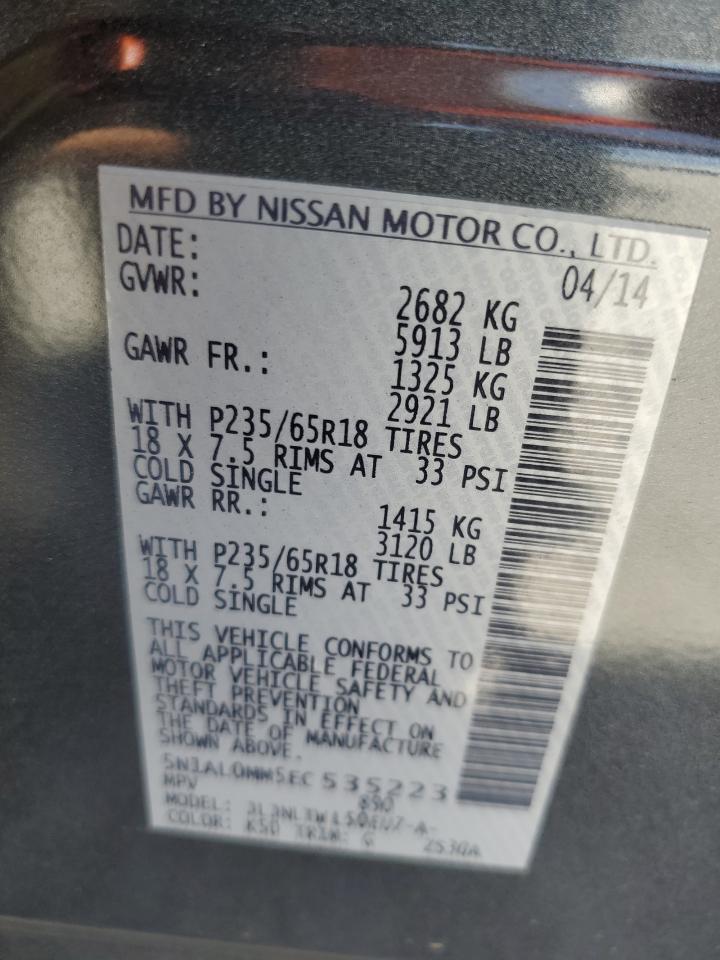 MFD BY NISSAN MOTOR CO., LTD.
DATE: 04/14
GVWR: 2682 KG
5913 LB
GAWR FR.: 1325 KG
2921 LB
WITH P235/65R18 TIRES
18 X 7.5 RIMS AT 33 PSI
COLD SINGLE
GAWR RR.: 1415 KG
3120 LB
WITH P235/65R18 TIRES
18 X 7.5 RIMS AT 33 PSI
COLD SINGLE
THIS VEHICLE CONFORMS TO
ALL APPLICABLE FEDERAL
MOTOR VEHICLE SAFETY AND
THEFT PREVENTION
STANDARDS IN EFFECT ON
THE DATE OF MANUFACTURE
SHOWN ABOVE.
5N1AL0MM5EC 535223
MPV
MODEL:
COLOR: K50 TRIM: G